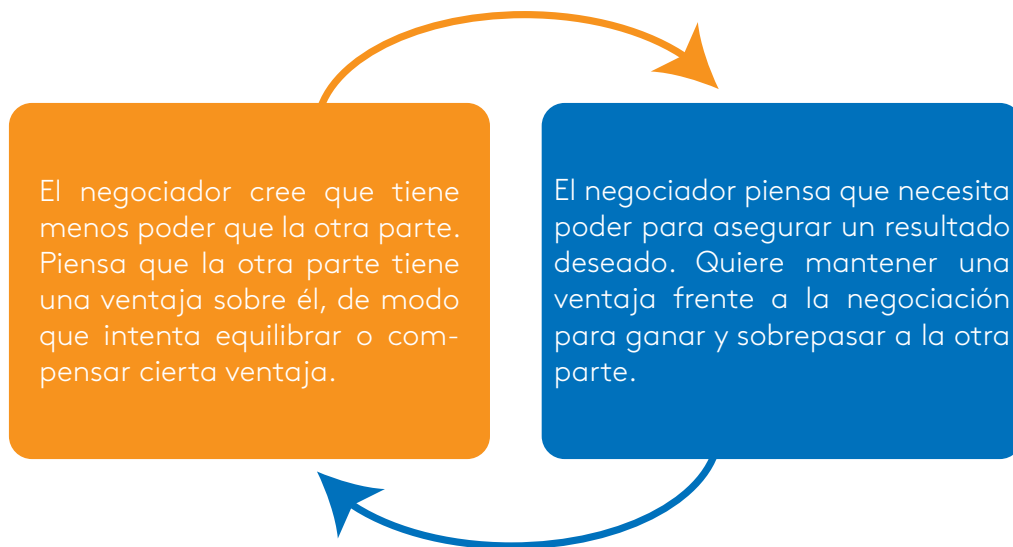 El negociador cree que tiene
menos poder que la otra parte.
Piensa que la otra parte tiene
una ventaja sobre él, de modo
que intenta equilibrar o com-
pensar cierta ventaja.
El negociador piensa que necesita
poder para asegurar un resultado
deseado. Quiere mantener una
ventaja frente a la negociación
para ganar y sobrepasar a la otra
parte.